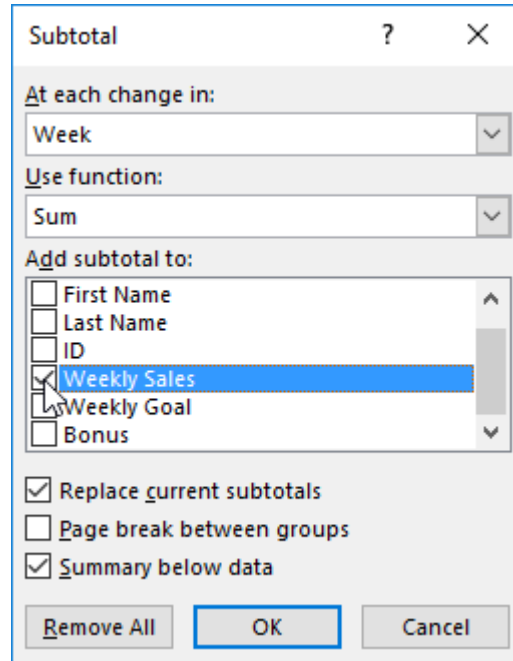 Subtotal ?
At each change in:
Week
Use function:
Sum
Add subtotal to:
First Name
Last Name
ID
Weekly Sales
Weekly Goal
Bonus
Replace current subtotals
Page break between groups
Summary below data
Remove All OK Cancel